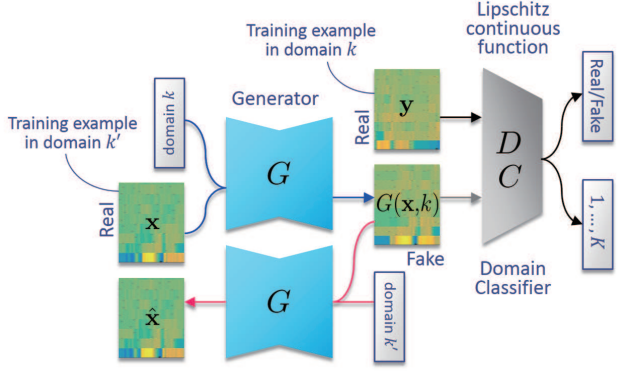 Training example
in domain k
Lipschitz
continuous
function
Training example
in domain k′
domain k
Generator
Real
y
Real/Fake
G
D
C
Real
x
G(x,k)
Fake
1, ..., K
Domain
Classifier
x̂
G
domain k′